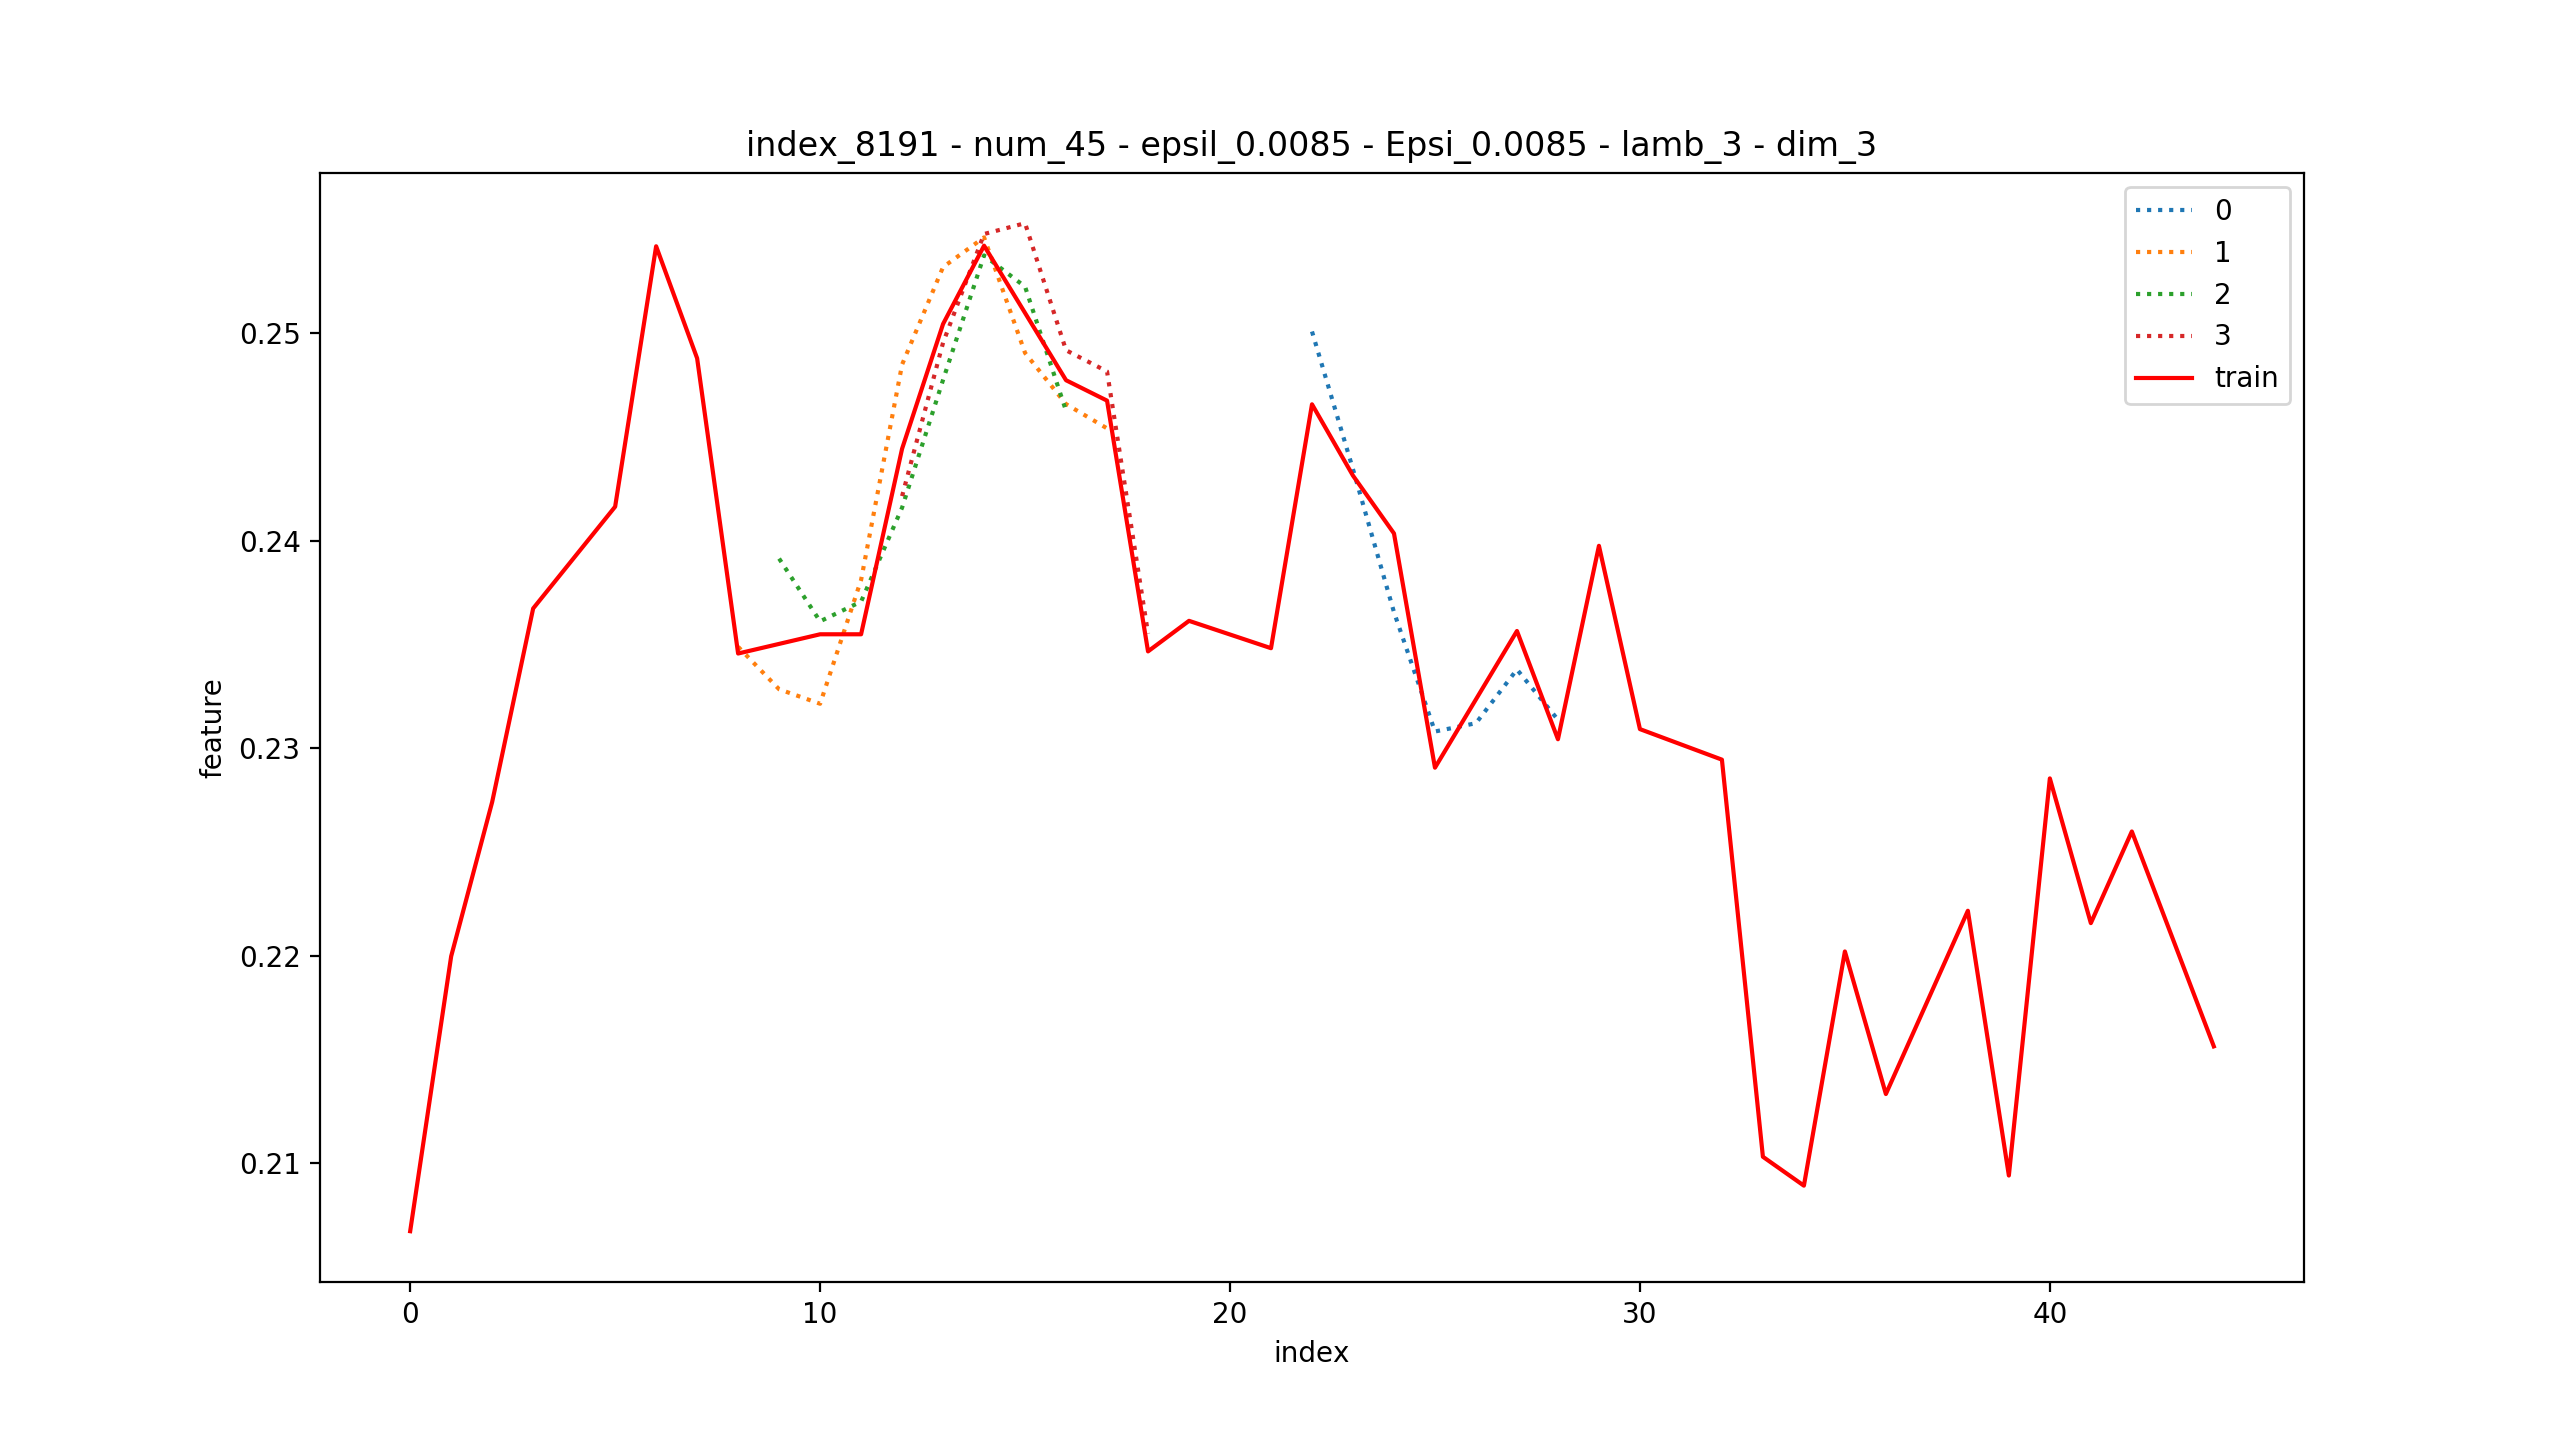 index_8191 - num_45 - epsil_0.0085 - Epsi_0.0085 - lamb_3 - dim_3
0
1
2
3
train
0.25
0.24
0.23
0.22
0.21
feature
0 10 20 30 40
index